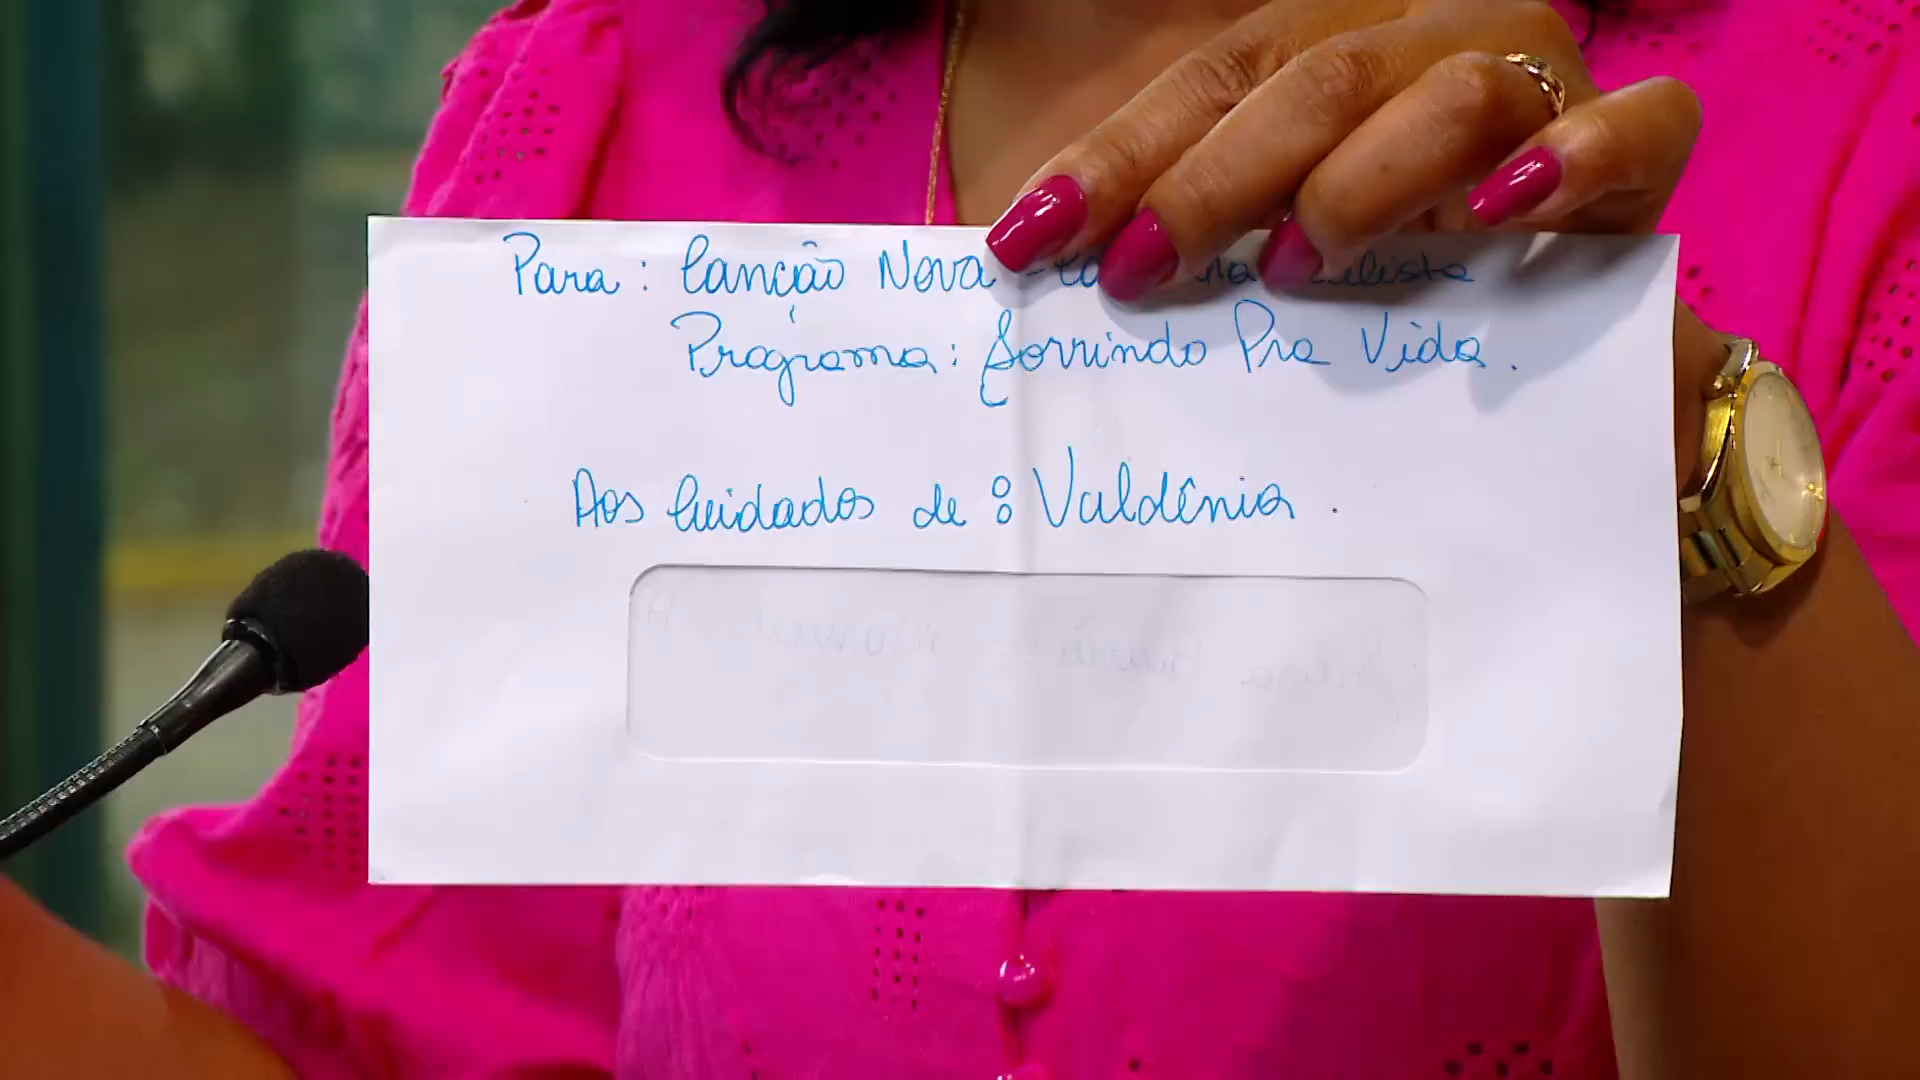 Para: Canção Nova
Programa: Sorrindo Pra Vida.
Aos Cuidados de: Valdênia.